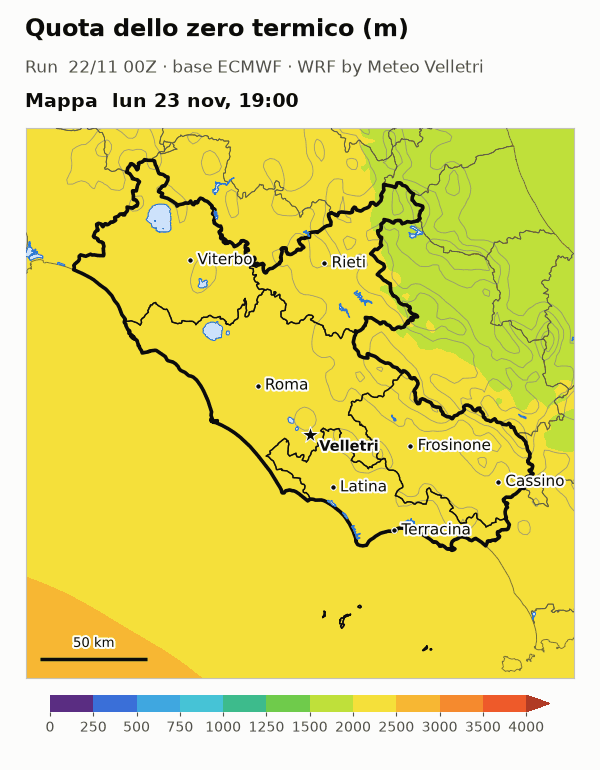 Quota dello zero termico (m)
Run  22/11 00Z · base ECMWF · WRF by Meteo Velletri
Mappa  lun 23 nov, 19:00
Viterbo
Rieti
Roma
Velletri
Frosinone
Cassino
Latina
Terracina
50 km
0 250 500 750 1000 1250 1500 2000 2500 3000 3500 4000